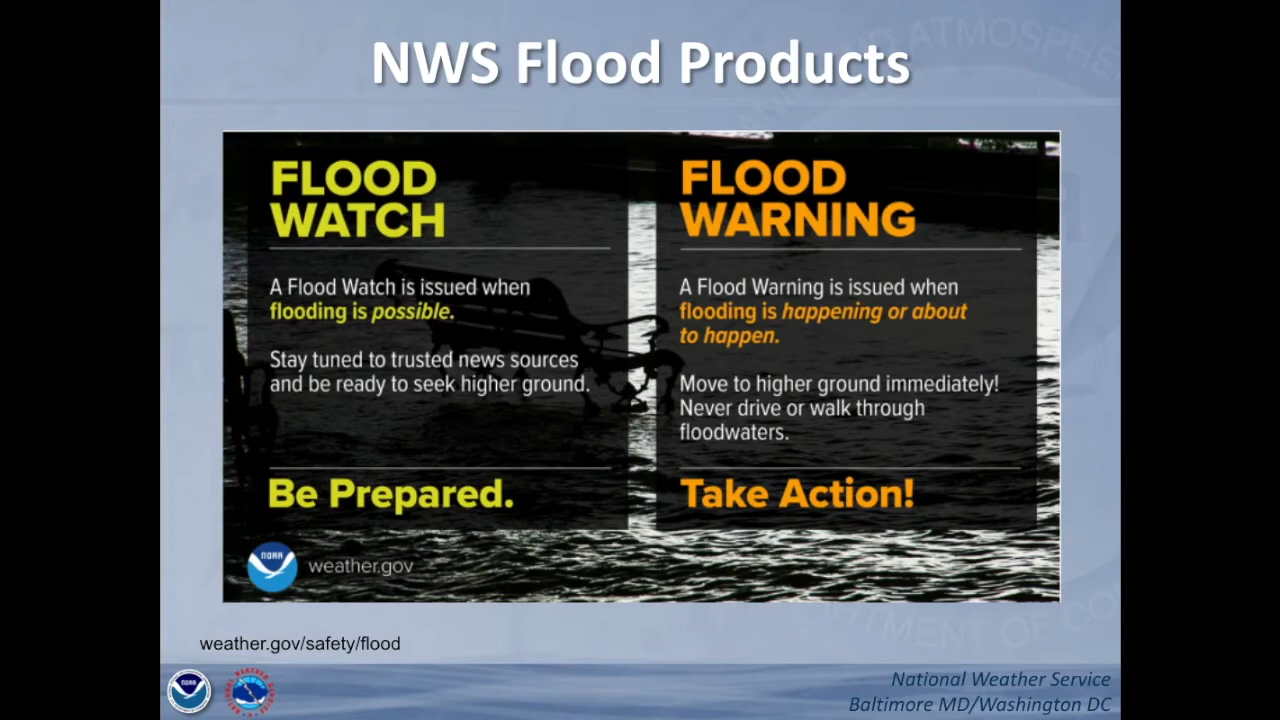 NWS Flood Products
FLOOD
WATCH
A Flood Watch is issued when
flooding is possible.
Stay tuned to trusted news sources
and be ready to seek higher ground.
Be Prepared.
FLOOD
WARNING
A Flood Warning is issued when
flooding is happening or about
to happen.
Move to higher ground immediately!
Never drive or walk through
floodwaters.
Take Action!
NOAA
weather.gov
weather.gov/safety/flood
NOAA
National Weather Service
Baltimore MD/Washington DC